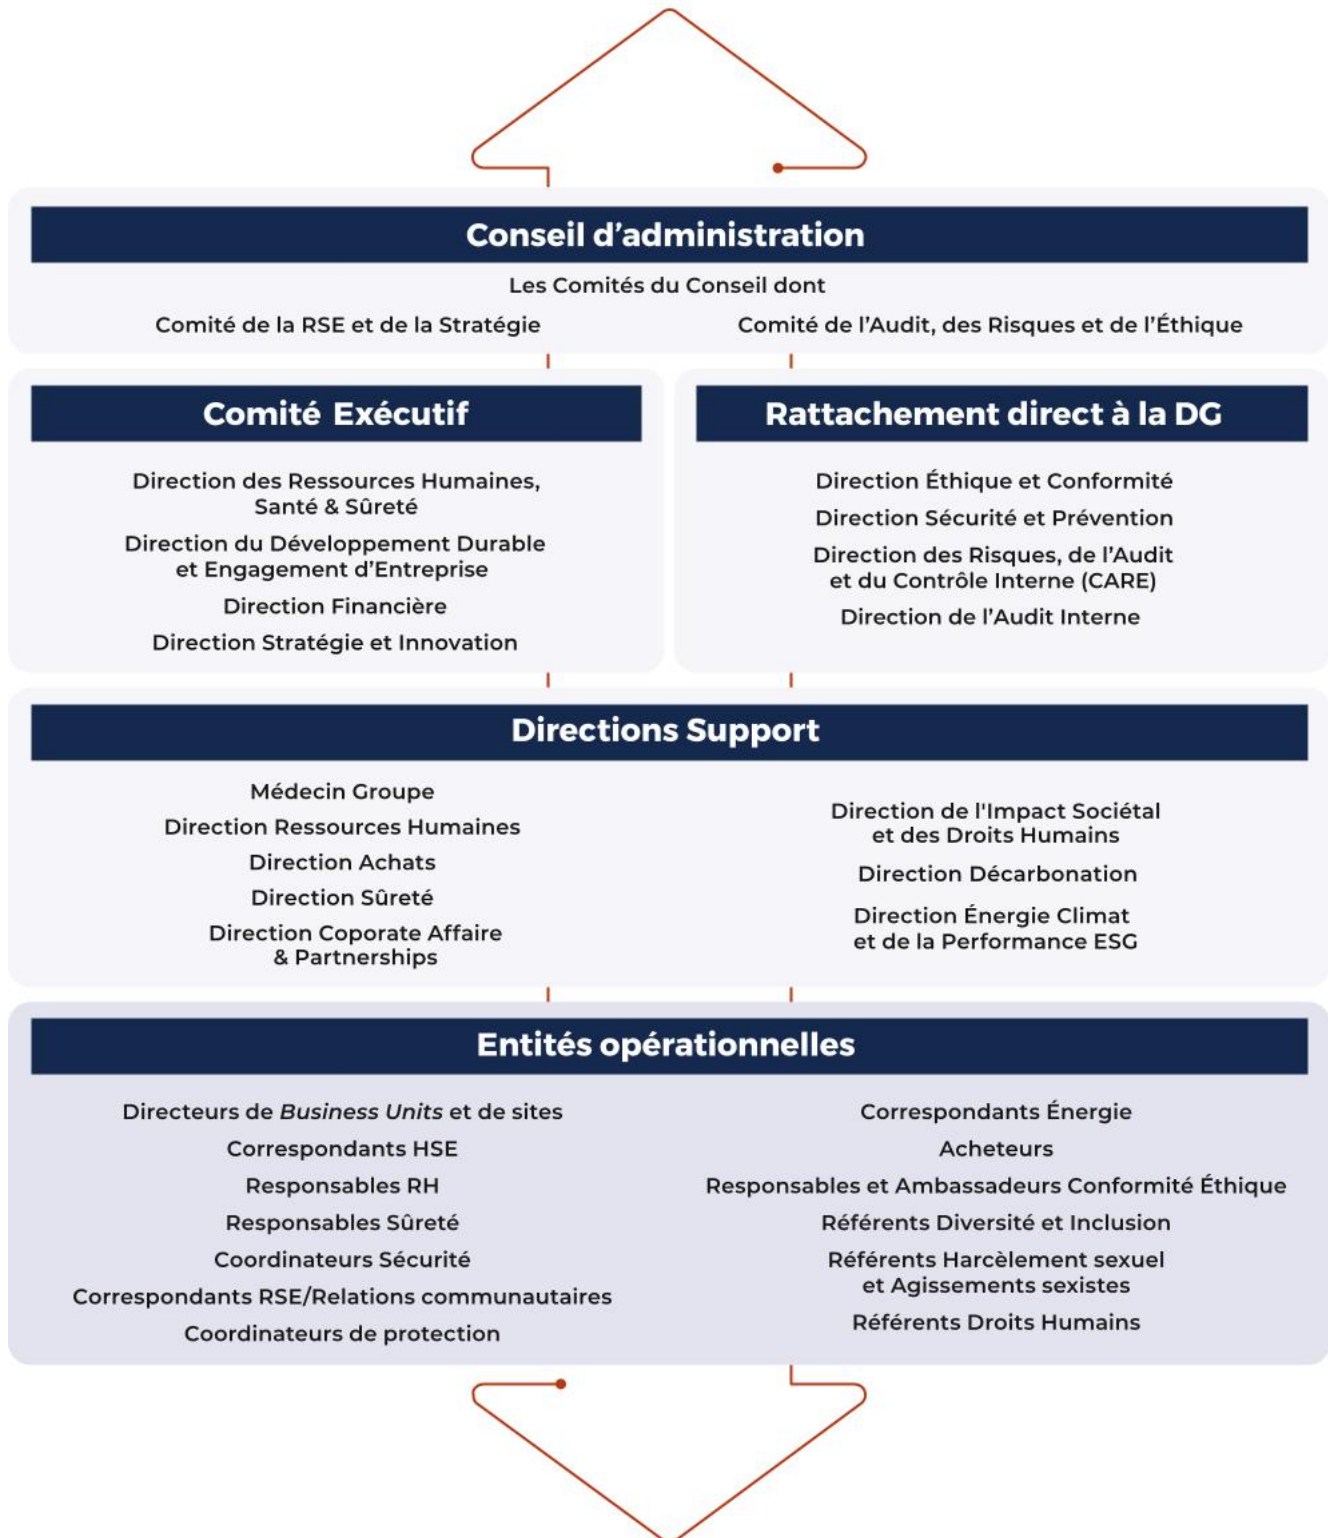 Conseil d'administration
Les Comités du Conseil dont
Comité de la RSE et de la Stratégie
Comité de l'Audit, des Risques et de l'Éthique
Comité Exécutif
Direction des Ressources Humaines,
Santé & Sûreté
Direction du Développement Durable
et Engagement d'Entreprise
Direction Financière
Direction Stratégie et Innovation
Rattachement direct à la DG
Direction Éthique et Conformité
Direction Sécurité et Prévention
Direction des Risques, de l'Audit
et du Contrôle Interne (CARE)
Direction de l'Audit Interne
Directions Support
Médecin Groupe
Direction Ressources Humaines
Direction Achats
Direction Sûreté
Direction Coporate Affaire
& Partnerships
Direction de l'Impact Sociétal
et des Droits Humains
Direction Décarbonation
Direction Énergie Climat
et de la Performance ESG
Entités opérationnelles
Directeurs de Business Units et de sites
Correspondants HSE
Responsables RH
Responsables Sûreté
Coordinateurs Sécurité
Correspondants RSE/Relations communautaires
Coordinateurs de protection
Correspondants Énergie
Acheteurs
Responsables et Ambassadeurs Conformité Éthique
Référents Diversité et Inclusion
Référents Harcèlement sexuel
et Agissements sexistes
Référents Droits Humains